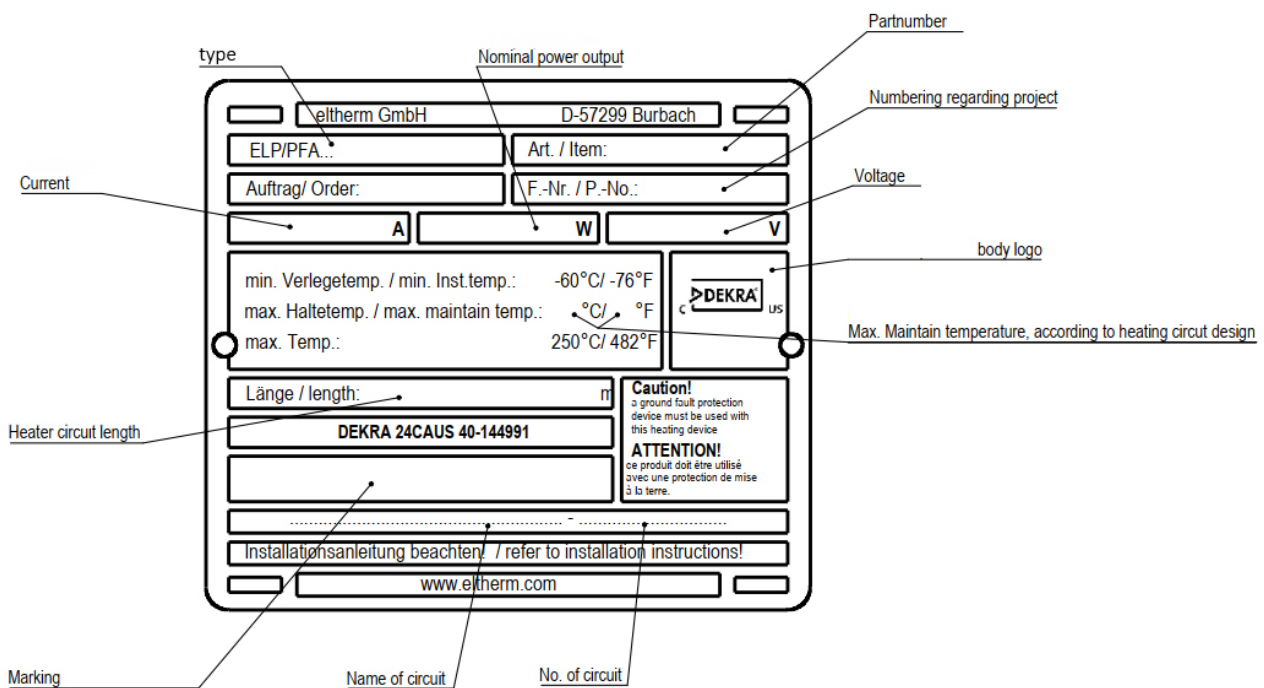 Partnumber
type
Nominal power output
Numbering regarding project
eltherm GmbH D-57299 Burbach
ELP/PFA... Art. / Item:
Current
Auftrag/ Order: F.-Nr. / P.-No.:
Voltage
A W V
body logo
min. Verlegetemp. / min. Inst.temp.: -60°C/ -76°F
max. Haltetemp. / max. maintain temp.: °C/ °F
max. Temp.: 250°C/ 482°F
C DEKRA US
Max. Maintain temperature, according to heating circut design
Länge / length: m
Heater circuit length
DEKRA 24CAUS 40-144991
Caution!
a ground fault protection
device must be used with
this heating device
ATTENTION!
ce produit doit être utilisé
avec une protection de mise
à la terre.
-
Installationsanleitung beachten! / refer to installation instructions!
www.eltherm.com
Marking
Name of circuit
No. of circuit